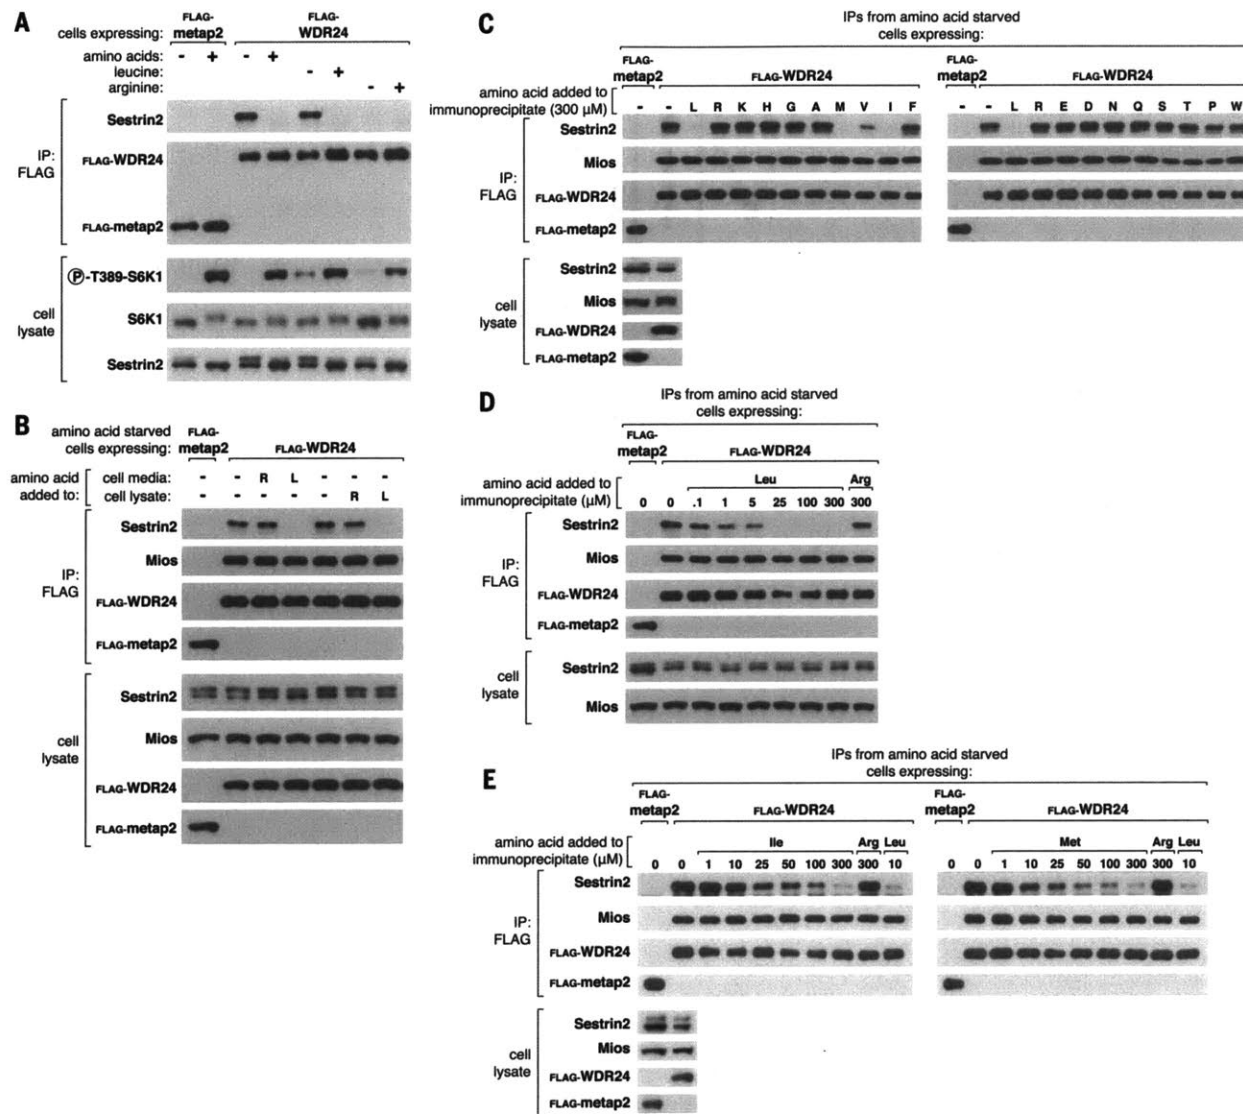 A
cells expressing:
FLAG-
metap2
FLAG-
WDR24
amino acids: - + - +
leucine: - +
arginine: - +
IP:
FLAG
Sestrin2
FLAG-WDR24
FLAG-metap2
cell
lysate
Ⓟ-T389-S6K1
S6K1
Sestrin2
B
amino acid starved
cells expressing:
FLAG-
metap2
FLAG-WDR24
amino acid
added to:
cell media: - - R L - - -
cell lysate: - - - - - R L
IP:
FLAG
Sestrin2
Mios
FLAG-WDR24
FLAG-metap2
cell
lysate
Sestrin2
Mios
FLAG-WDR24
FLAG-metap2
C
IPs from amino acid starved
cells expressing:
FLAG-
metap2
FLAG-WDR24
FLAG-
metap2
FLAG-WDR24
amino acid added to
immunoprecipitate (300 µM)
- - L R K H G A M V I F
- - L R E D N Q S T P W
IP:
FLAG
Sestrin2
Mios
FLAG-WDR24
FLAG-metap2
cell
lysate
Sestrin2
Mios
FLAG-WDR24
FLAG-metap2
D
IPs from amino acid starved
cells expressing:
FLAG-
metap2
FLAG-WDR24
amino acid added to
immunoprecipitate (µM)
Leu Arg
0 0 .1 1 5 25 100 300 300
IP:
FLAG
Sestrin2
Mios
FLAG-WDR24
FLAG-metap2
cell
lysate
Sestrin2
Mios
E
IPs from amino acid starved
cells expressing:
FLAG-
metap2
FLAG-WDR24
FLAG-
metap2
FLAG-WDR24
amino acid added to
immunoprecipitate (µM)
Ile Arg Leu
0 0 1 10 25 50 100 300 300 10
Met Arg Leu
0 0 1 10 25 50 100 300 300 10
IP:
FLAG
Sestrin2
Mios
FLAG-WDR24
FLAG-metap2
cell
lysate
Sestrin2
Mios
FLAG-WDR24
FLAG-metap2